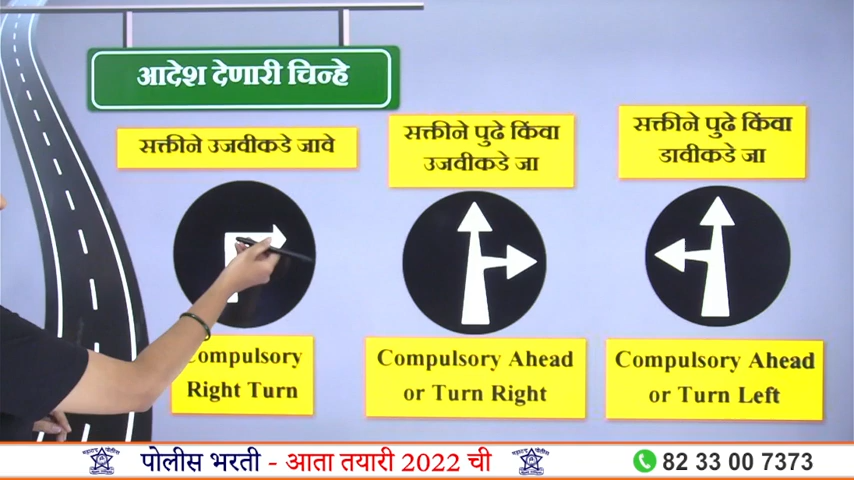 आदेश देणारी चिन्हे
सक्तीने उजवीकडे जावे
सक्तीने पुढे किंवा
उजवीकडे जा
सक्तीने पुढे किंवा
डावीकडे जा
Compulsory
Right Turn
Compulsory Ahead
or Turn Right
Compulsory Ahead
or Turn Left
पोलीस भरती - आता तयारी 2022 ची
82 33 00 7373